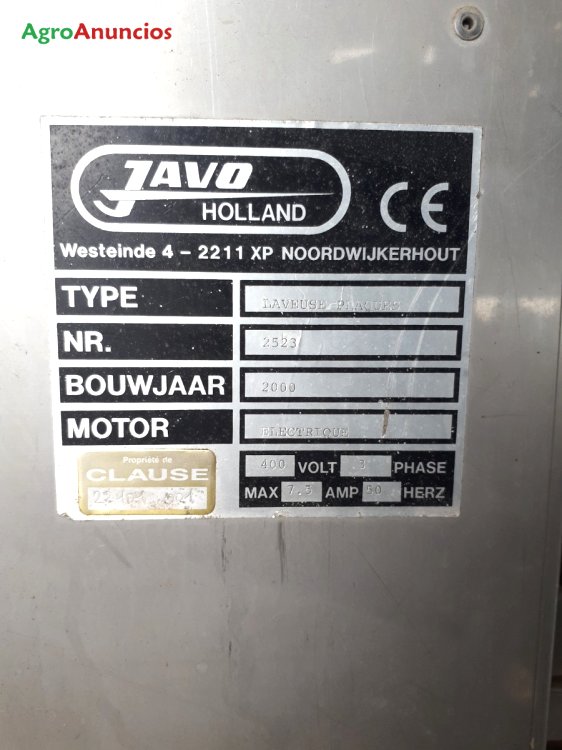 AgroAnuncios
JAVO
HOLLAND
CE
Westeinde 4 - 2211 XP NOORDWIJKERHOUT
TYPE LAVEUSE PLAQUES
NR. 2523
BOUWJAAR 2000
MOTOR ELECTRIQUE
Propriété de
CLAUSE
400 VOLT 3 PHASE
MAX 7.5 AMP 50 HERZ